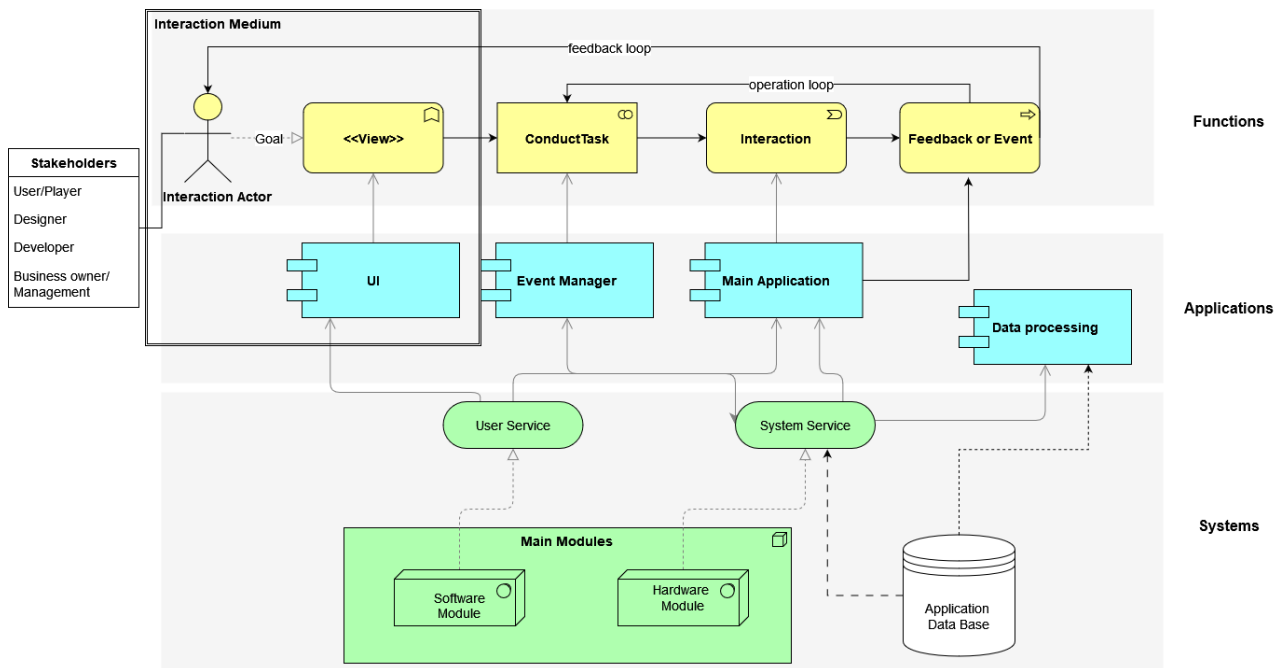 Interaction Medium
feedback loop
operation loop
Functions
Goal
<<View>>
ConductTask
Interaction
Feedback or Event
Stakeholders
User/Player
Designer
Developer
Business owner/
Management
Interaction Actor
UI
Event Manager
Main Application
Data processing
Applications
User Service
System Service
Systems
Main Modules
Software
Module
Hardware
Module
Application
Data Base